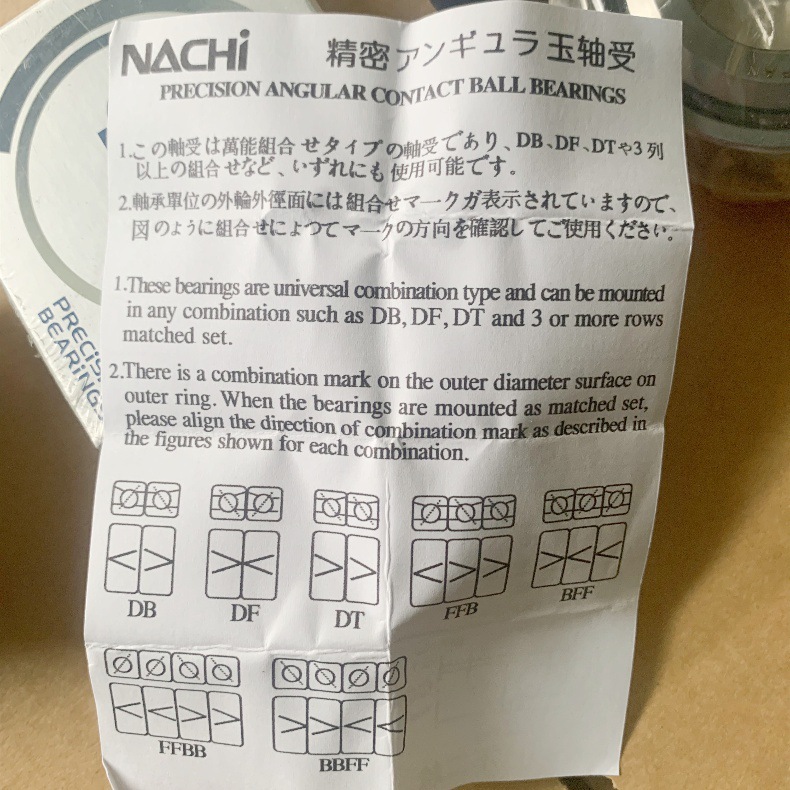 NACHi 精密アンギュラ玉軸受
PRECISION ANGULAR CONTACT BALL BEARINGS
1.この軸受は萬能組合せタイプの軸受であり、DB、DF、DTや3列
以上の組合せなど、いずれにも使用可能です。
2.軸承單位の外輪外徑面には組合せマークガ表示されていますので、
図のように組合せによつてマークの方向を確認してご使用ください。
1.These bearings are universal combination type and can be mounted
in any combination such as DB, DF, DT and 3 or more rows
matched set.
2.There is a combination mark on the outer diameter surface on
outer ring. When the bearings are mounted as matched set,
please align the direction of combination mark as described in
the figures shown for each combination.
DB DF DT FFB BFF
FFBB BBFF
PRECIS
BEARiNG